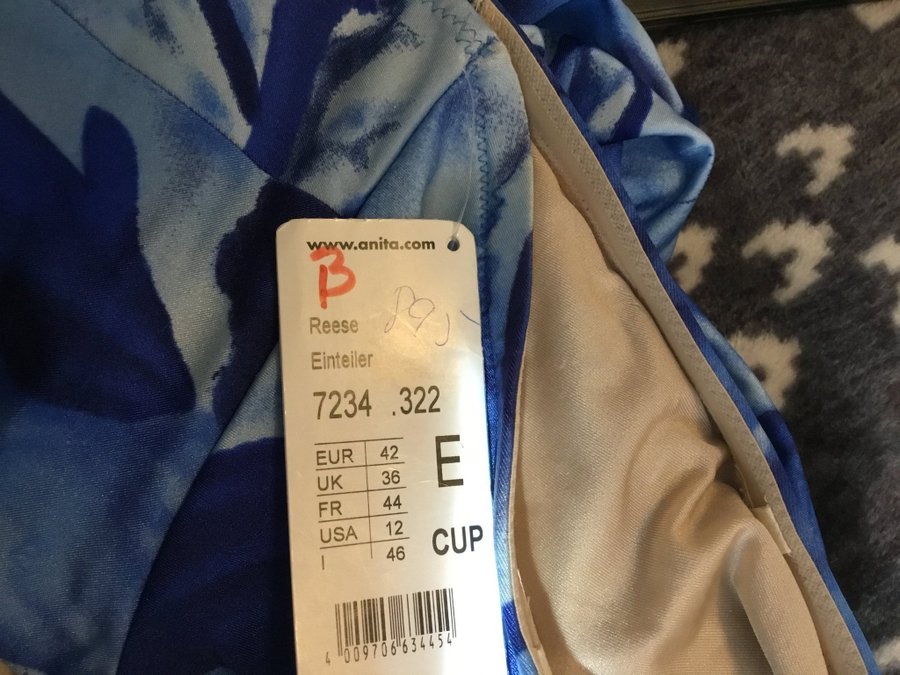 www.anita.com
B
89,-
Reese
Einteiler
7234 .322
EUR 42
UK 36
FR 44
USA 12
I 46
E
CUP
4 009706 634454